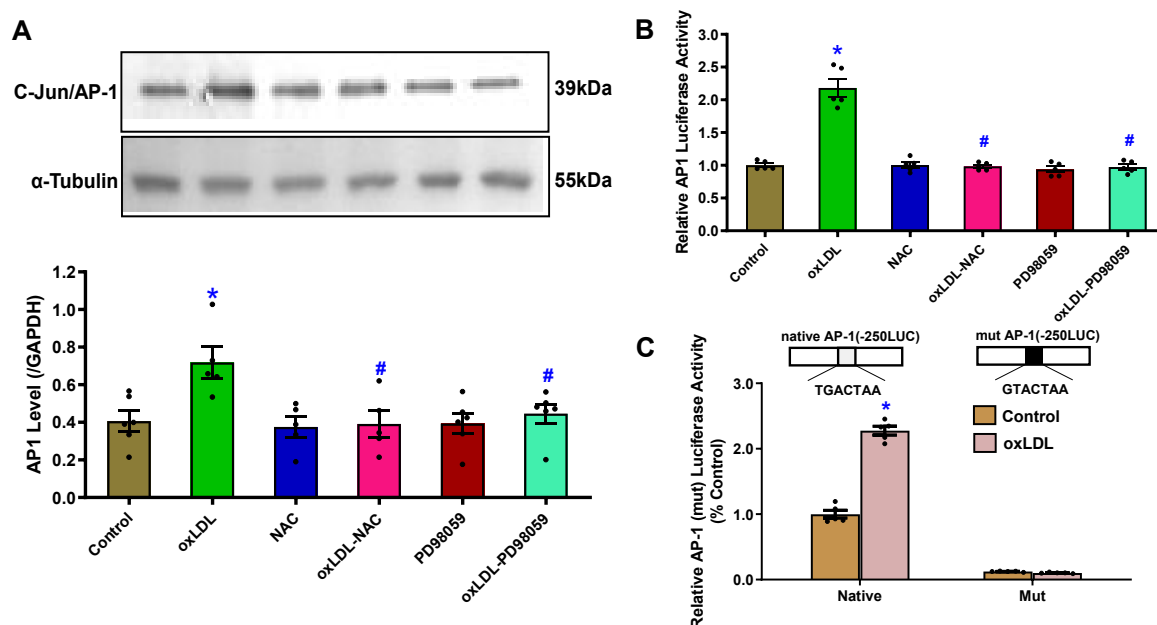 A
C-Jun/AP-1
39kDa
α-Tubulin
55kDa
AP1 Level (/GAPDH)
1.2
1.0
0.8
0.6
0.4
0.2
0.0
*
#
#
Control
oxLDL
NAC
oxLDL-NAC
PD98059
oxLDL-PD98059
B
Relative AP1 Luciferase Activity
3.0
2.5
2.0
1.5
1.0
0.5
0.0
*
#
#
Control
oxLDL
NAC
oxLDL-NAC
PD98059
oxLDL-PD98059
C
native AP-1(-250LUC)
mut AP-1(-250LUC)
TGACTAA
GTACTAA
Relative AP-1 (mut) Luciferase Activity
(% Control)
3.0
2.0
1.0
0.0
*
Control
oxLDL
Native
Mut